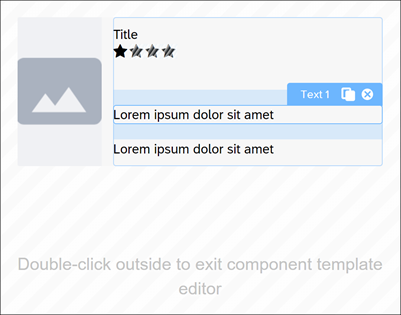 Title
Text 1
Lorem ipsum dolor sit amet
Lorem ipsum dolor sit amet
Double-click outside to exit component template
editor